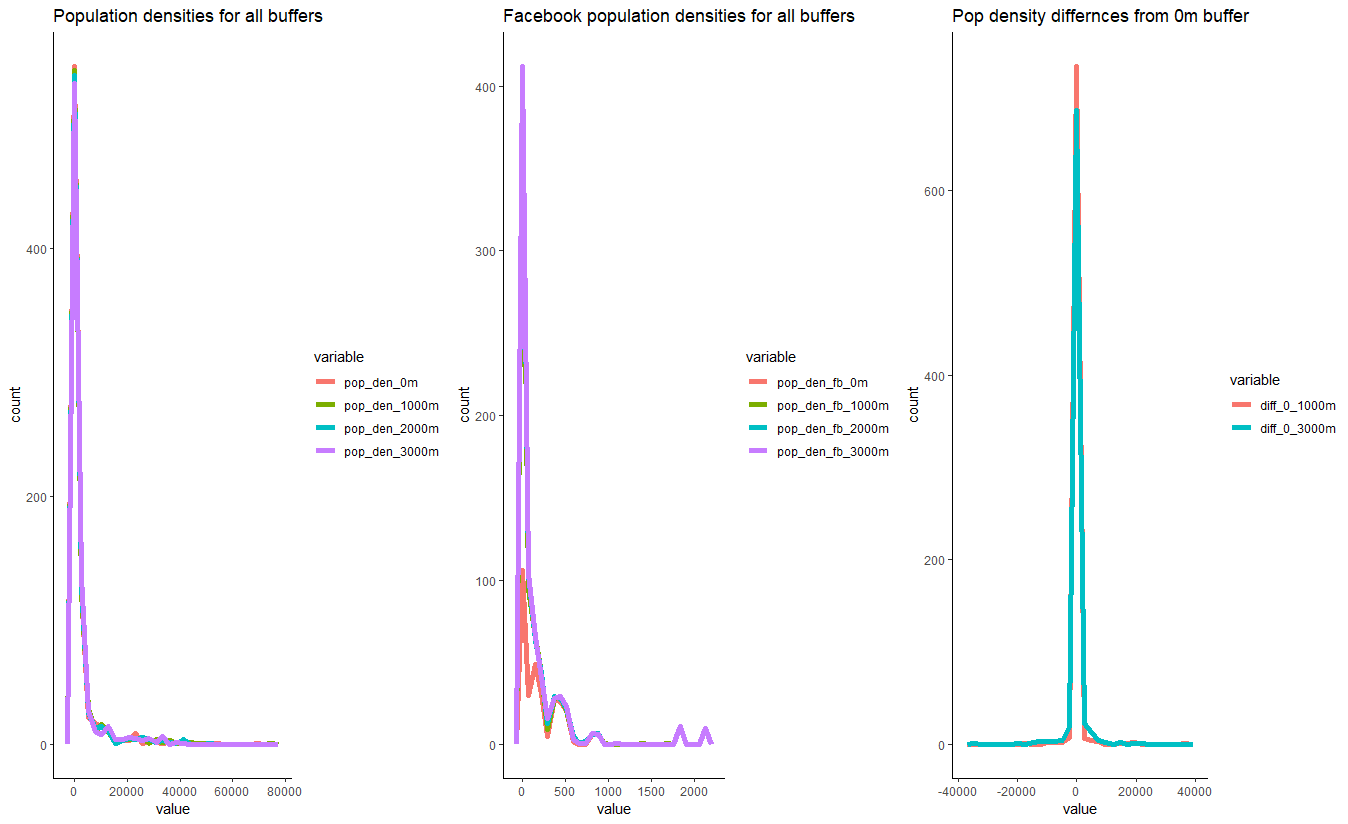 Population densities for all buffers
400
200
0
count
0
20000
40000
60000
80000
value
variable
pop_den_0m
pop_den_1000m
pop_den_2000m
pop_den_3000m
Facebook population densities for all buffers
400
300
200
100
0
count
0
500
1000
1500
2000
value
variable
pop_den_fb_0m
pop_den_fb_1000m
pop_den_fb_2000m
pop_den_fb_3000m
Pop density differnces from 0m buffer
600
400
200
0
count
-40000
-20000
0
20000
40000
value
variable
diff_0_1000m
diff_0_3000m